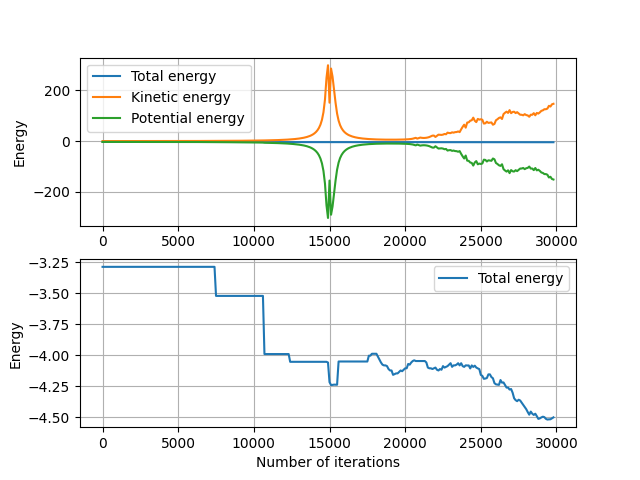 Total energy
Kinetic energy
Potential energy
Energy
200
0
−200
0 5000 10000 15000 20000 25000 30000
Total energy
Energy
−3.25
−3.50
−3.75
−4.00
−4.25
−4.50
0 5000 10000 15000 20000 25000 30000
Number of iterations